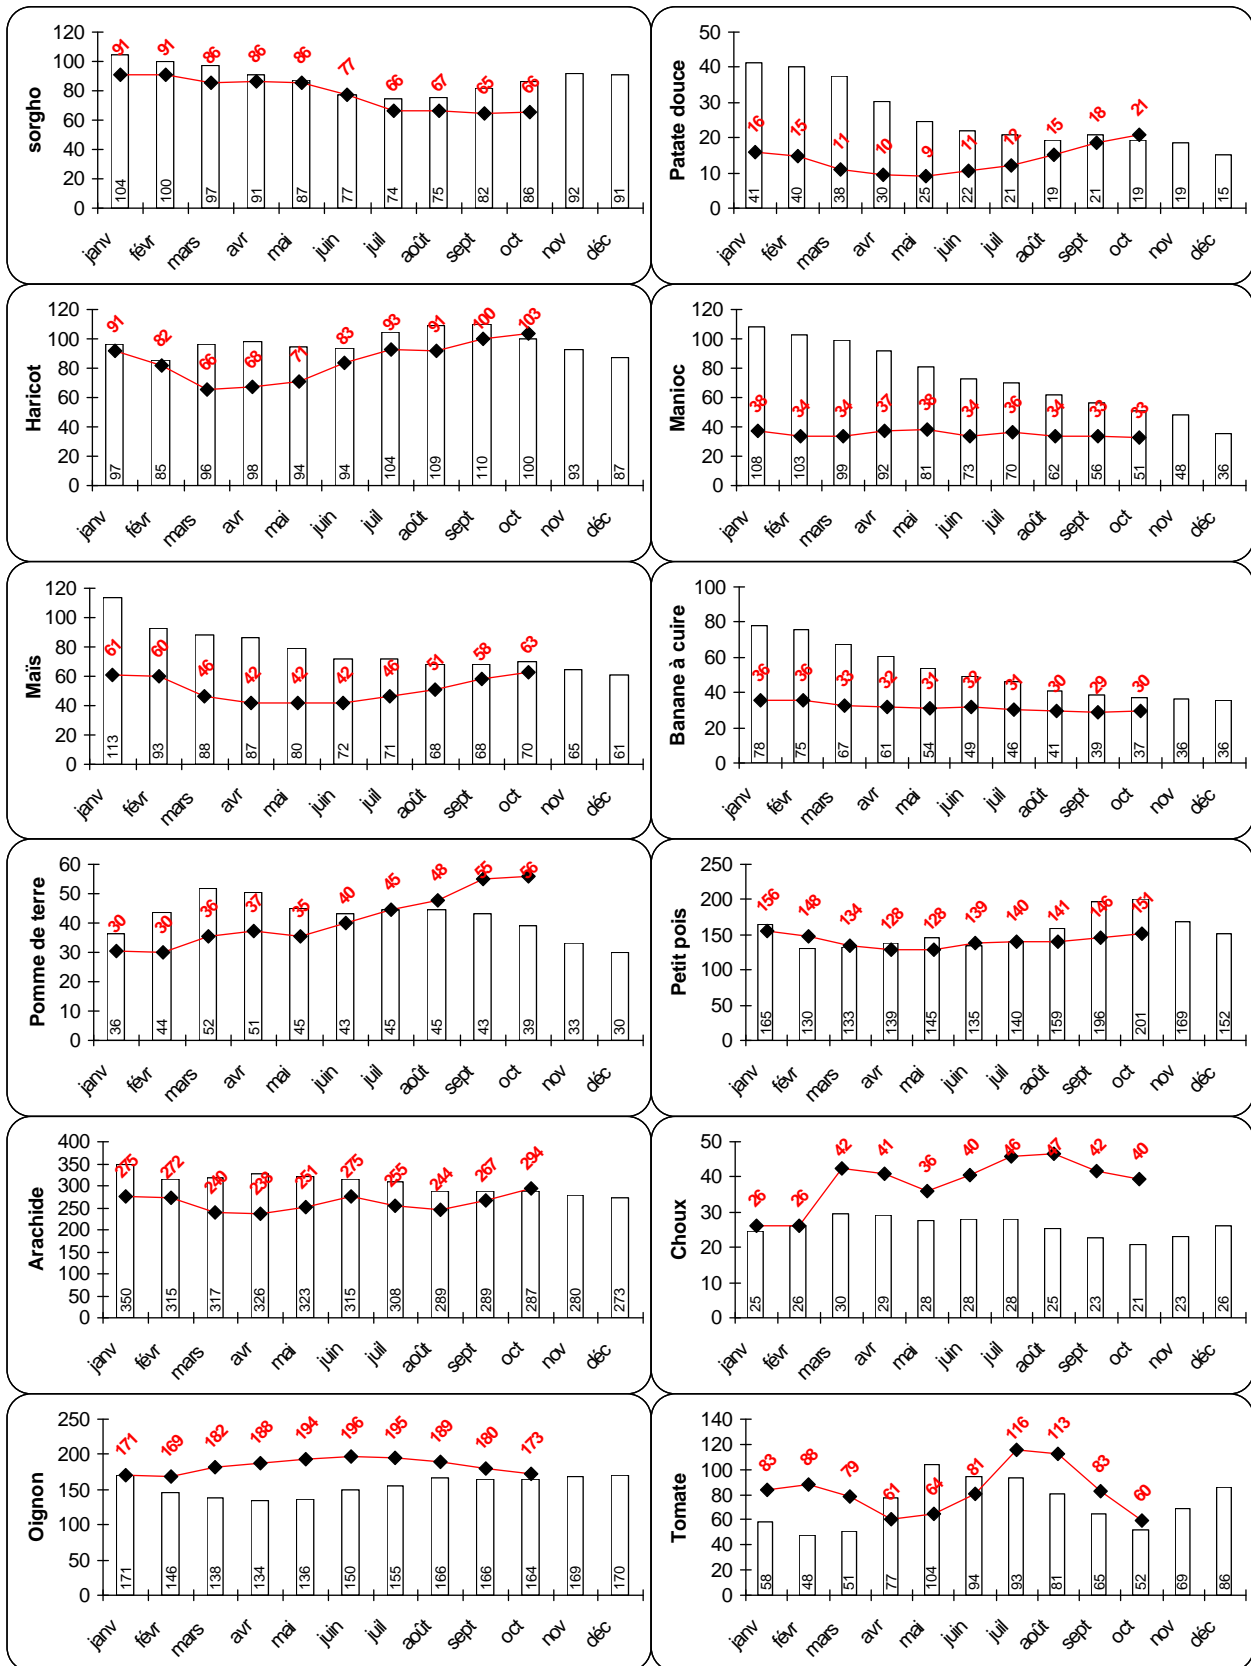 sorgho
120
100
80
60
40
20
0
91 91 86 86 86 77 66 67 65 66
104 100 97 91 87 77 74 75 82 86 92 91
janv févr mars avr mai juin juil août sept oct nov déc
Patate douce
50
40
30
20
10
0
16 15 11 10 9 11 12 15 18 21
41 40 38 30 25 22 21 19 21 19 19 15
janv févr mars avr mai juin juil août sept oct nov déc
Haricot
120
100
80
60
40
20
0
91 82 66 68 71 83 93 91 100 103
97 85 96 98 94 94 104 109 110 100 93 87
janv févr mars avr mai juin juil août sept oct nov déc
Manioc
120
100
80
60
40
20
0
38 34 34 37 38 34 36 34 33 33
108 103 99 92 81 73 70 62 56 51 48 36
janv févr mars avr mai juin juil août sept oct nov déc
Maïs
120
100
80
60
40
20
0
61 60 46 42 42 42 46 51 58 63
113 93 88 87 80 72 71 68 68 70 65 61
janv févr mars avr mai juin juil août sept oct nov déc
Banane à cuire
100
80
60
40
20
0
36 36 33 32 31 32 31 30 29 30
78 75 67 61 54 49 46 41 39 37 36 36
janv févr mars avr mai juin juil août sept oct nov déc
Pomme de terre
60
50
40
30
20
10
0
30 30 36 37 35 40 45 48 55 56
36 44 52 51 45 43 45 45 43 39 33 30
janv févr mars avr mai juin juil août sept oct nov déc
Petit pois
250
200
150
100
50
0
156 148 134 128 128 139 140 141 146 151
165 130 133 139 145 135 140 159 196 201 169 152
janv févr mars avr mai juin juil août sept oct nov déc
Arachide
400
350
300
250
200
150
100
50
0
275 272 240 238 251 275 255 244 267 294
350 315 317 326 323 315 308 289 289 287 280 273
janv févr mars avr mai juin juil août sept oct nov déc
Choux
50
40
30
20
10
0
26 26 42 41 36 40 46 47 42 40
25 26 30 29 28 28 28 25 23 21 23 26
janv févr mars avr mai juin juil août sept oct nov déc
Oignon
250
200
150
100
50
0
171 169 182 188 194 196 195 189 180 173
171 146 138 134 136 150 155 166 166 164 169 170
janv févr mars avr mai juin juil août sept oct nov déc
Tomate
140
120
100
80
60
40
20
0
83 88 79 61 64 81 116 113 83 60
58 48 51 77 104 94 93 81 65 52 69 86
janv févr mars avr mai juin juil août sept oct nov déc